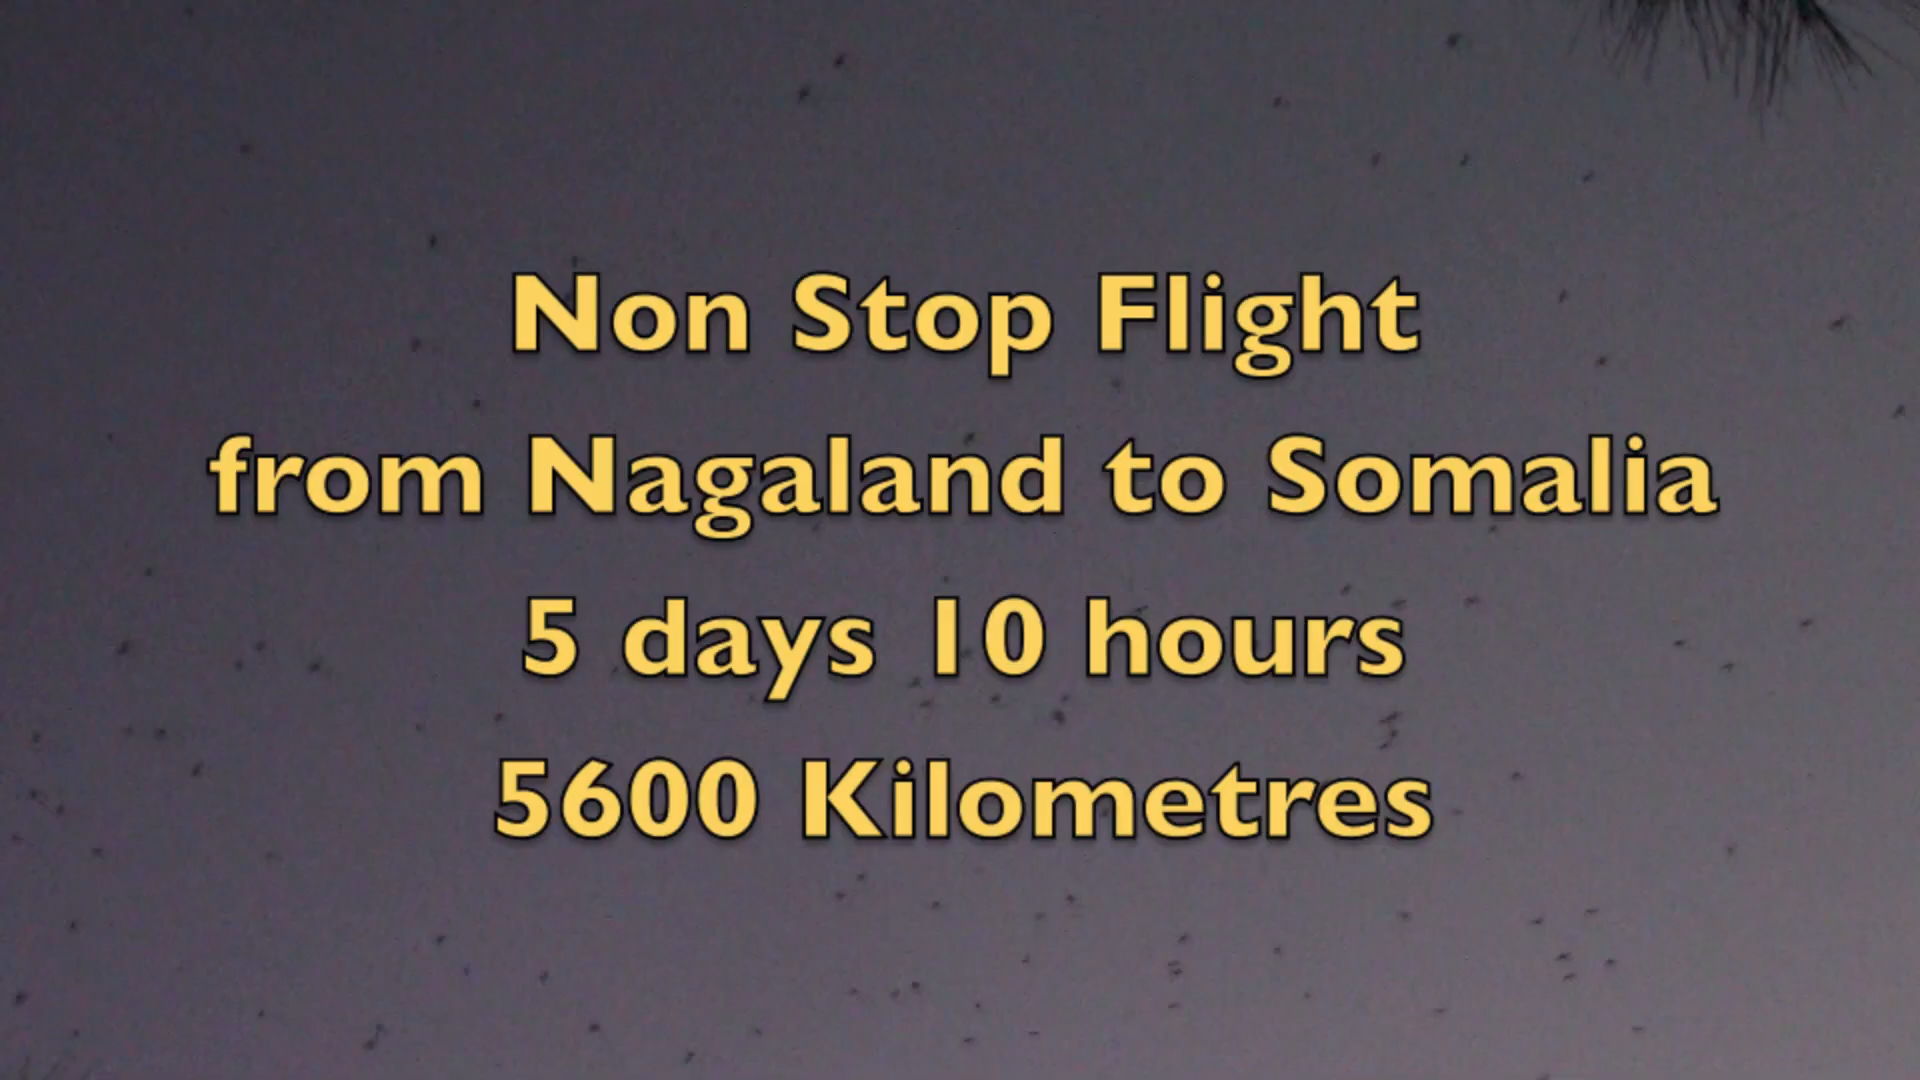 Non Stop Flight
from Nagaland to Somalia
5 days 10 hours
5600 Kilometres